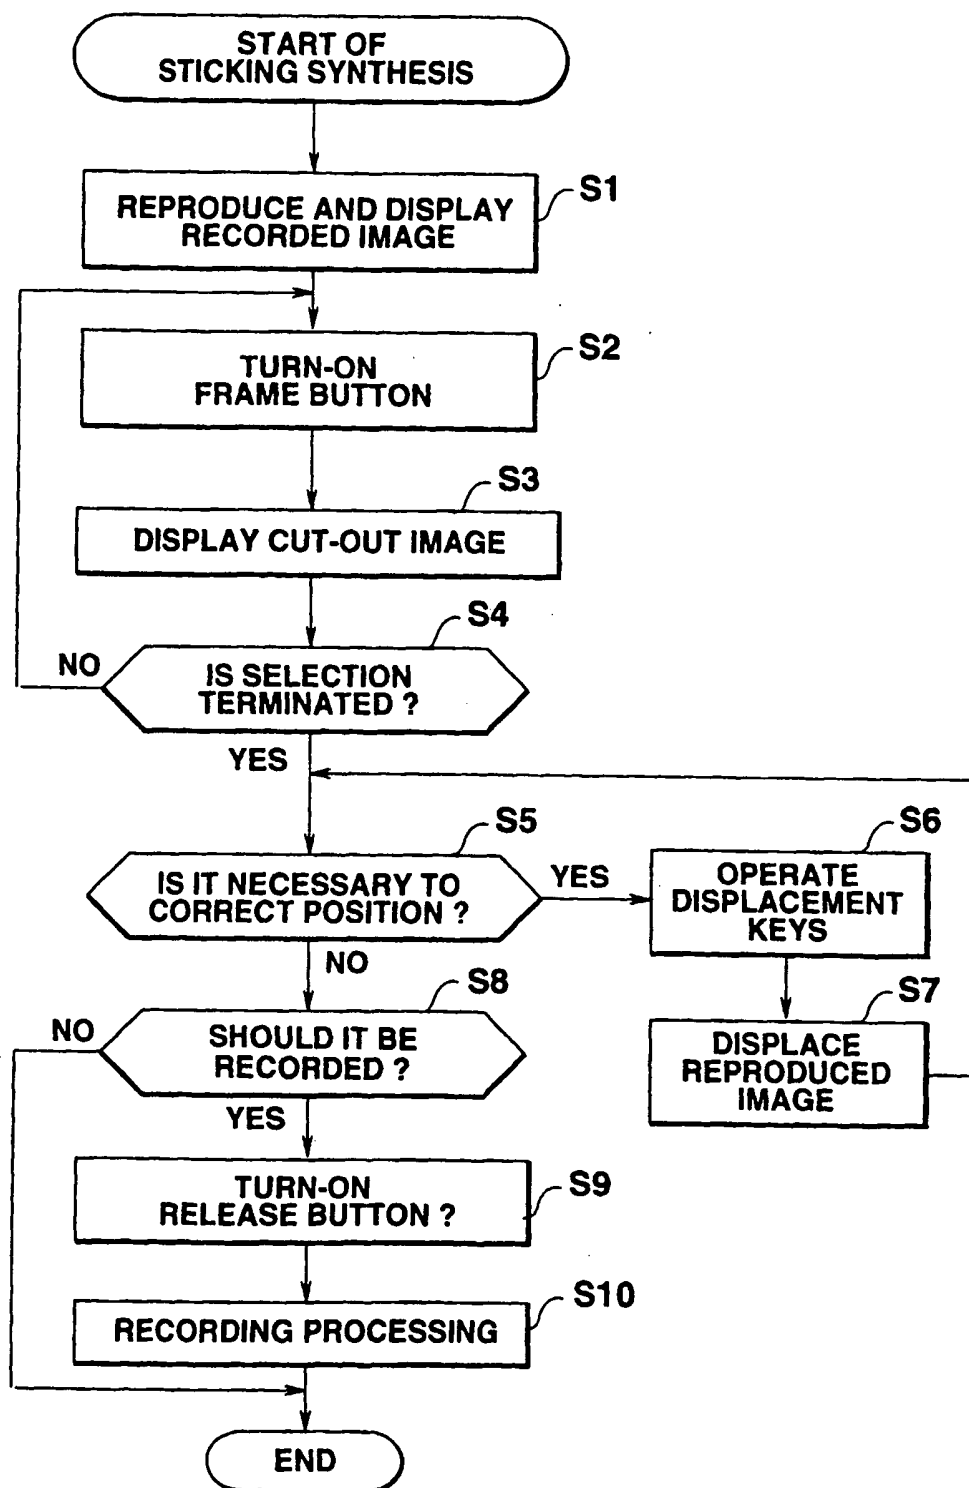 START OF
STICKING SYNTHESIS
S1
REPRODUCE AND DISPLAY
RECORDED IMAGE
S2
TURN-ON
FRAME BUTTON
S3
DISPLAY CUT-OUT IMAGE
S4
NO
IS SELECTION
TERMINATED ?
YES
S5
IS IT NECESSARY TO
CORRECT POSITION ?
YES
S6
OPERATE
DISPLACEMENT
KEYS
NO
S7
DISPLACE
REPRODUCED
IMAGE
S8
NO
SHOULD IT BE
RECORDED ?
YES
S9
TURN-ON
RELEASE BUTTON ?
S10
RECORDING PROCESSING
END